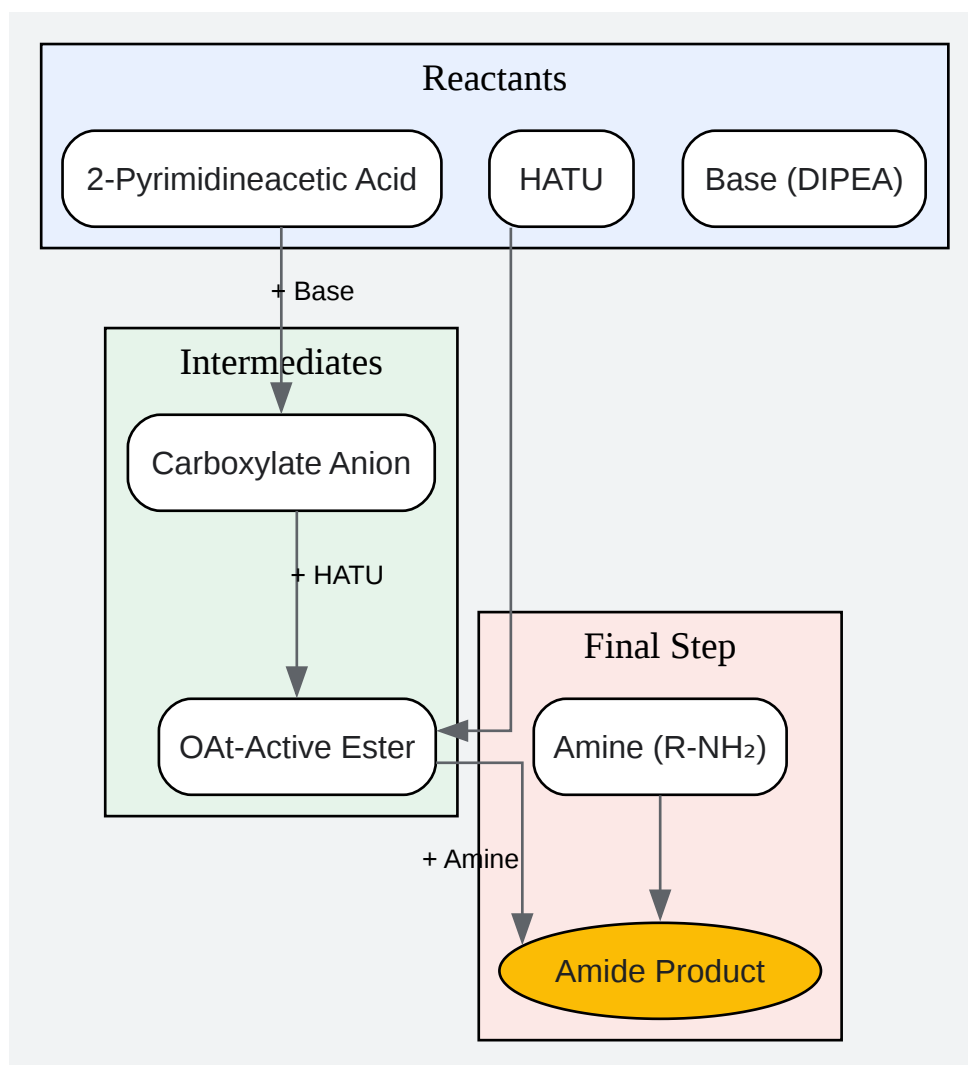 Reactants
2-Pyrimidineacetic Acid
HATU
Base (DIPEA)
+ Base
Intermediates
Carboxylate Anion
+ HATU
Final Step
OAt-Active Ester
Amine (R-NH₂)
+ Amine
Amide Product